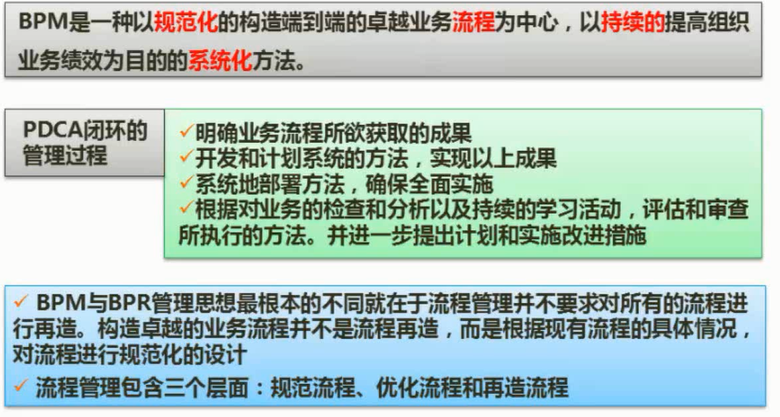 BPM是一种以规范化的构造端到端的卓越业务流程为中心，以持续的提高组织
业务绩效为目的的系统化方法。
PDCA闭环的
管理过程
✓明确业务流程所欲获取的成果
✓开发和计划系统的方法，实现以上成果
✓系统地部署方法，确保全面实施
✓根据对业务的检查和分析以及持续的学习活动，评估和审查
所执行的方法。并进一步提出计划和实施改进措施
✓ BPM与BPR管理思想最根本的不同就在于流程管理并不要求对所有的流程进
行再造。构造卓越的业务流程并不是流程再造，而是根据现有流程的具体情况，
对流程进行规范化的设计
✓ 流程管理包含三个层面：规范流程、优化流程和再造流程